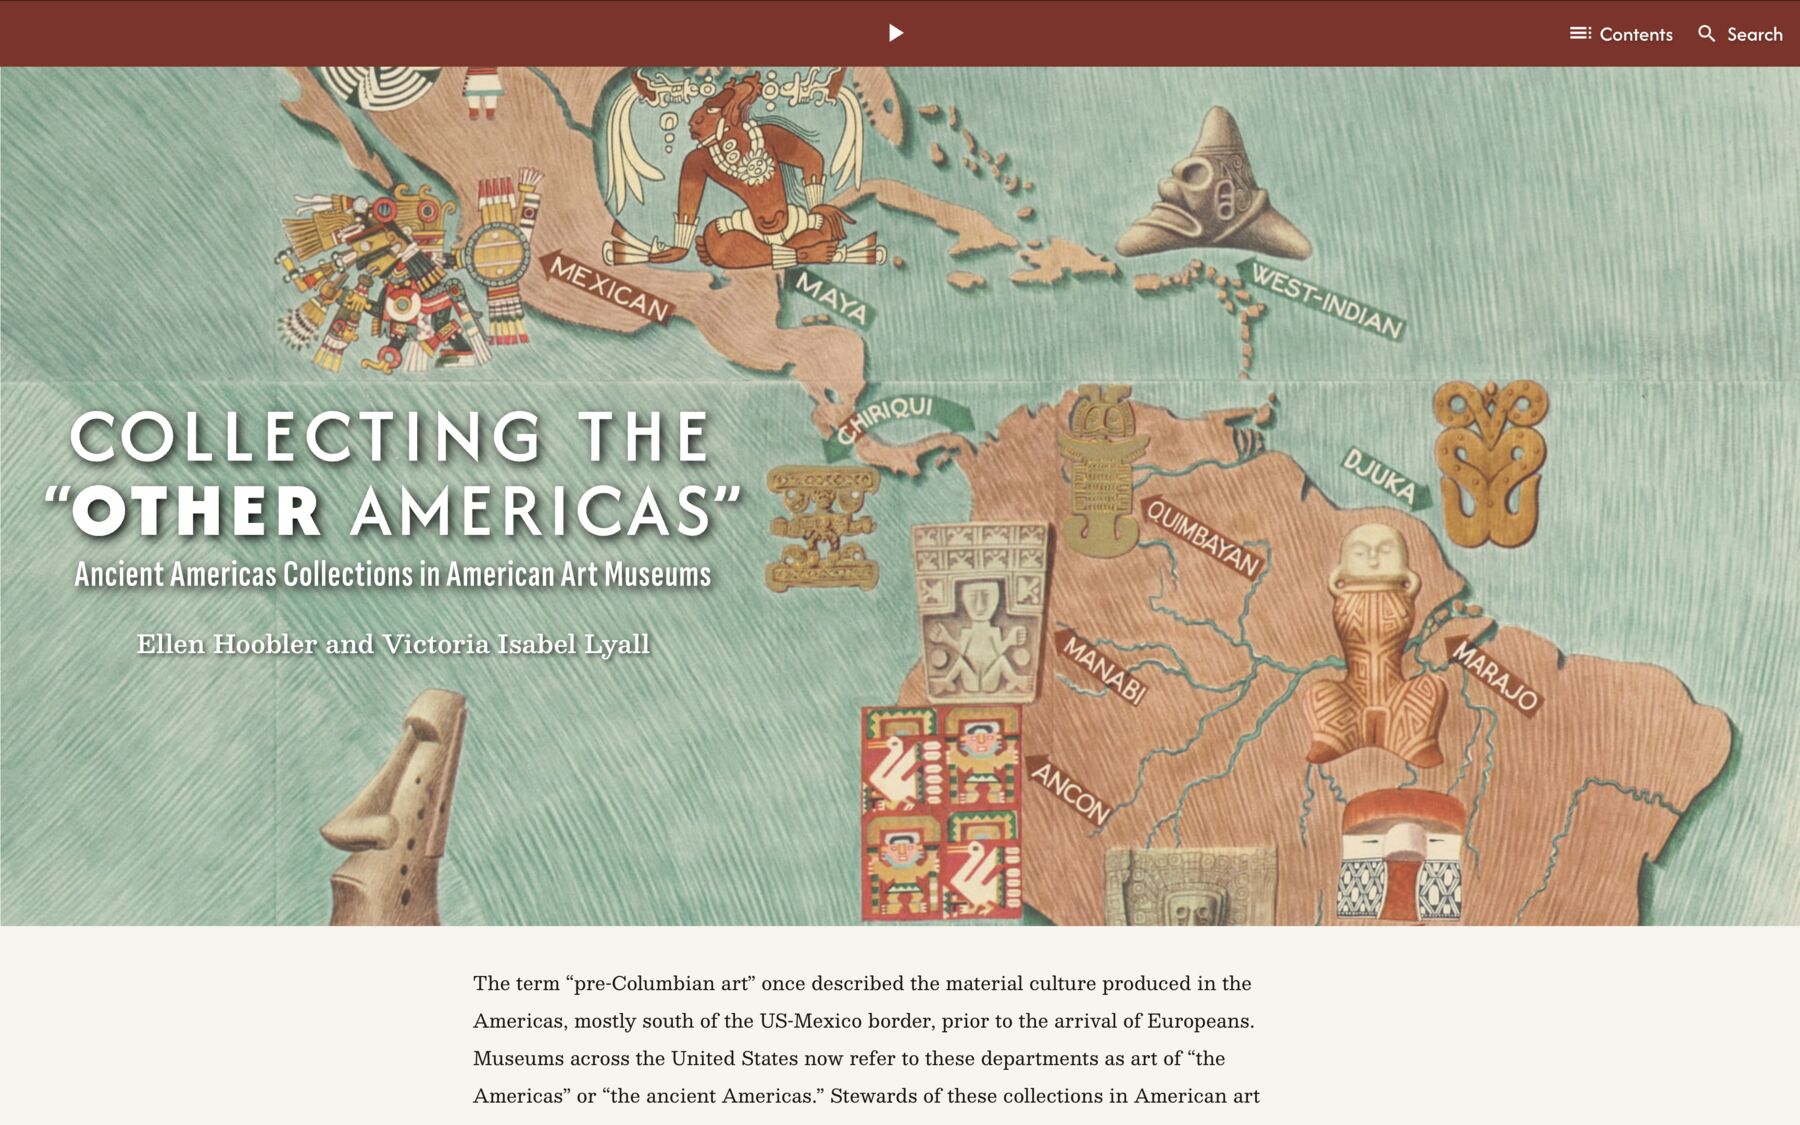 Contents
Search
MEXICAN
MAYA
WEST-INDIAN
CHIRIQUI
COLLECTING THE
“OTHER AMERICAS”
Ancient Americas Collections in American Art Museums
Ellen Hoobler and Victoria Isabel Lyall
DJUKA
QUIMBAYAN
MANABI
MARAJO
ANCON
The term “pre-Columbian art” once described the material culture produced in the
Americas, mostly south of the US-Mexico border, prior to the arrival of Europeans.
Museums across the United States now refer to these departments as art of “the
Americas” or “the ancient Americas.” Stewards of these collections in American art